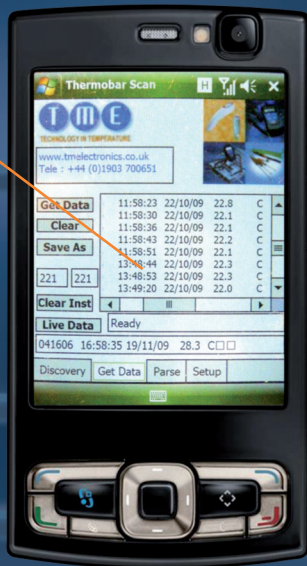 Thermobar Scan H
TME
TECHNOLOGY IN TEMPERATURE
www.tmelectronics.co.uk
Tele : +44 (0)1903 700651
Get Data
Clear
Save As
221 221
Clear Inst
11:58:23 22/10/09 22.8 C
11:58:30 22/10/09 22.1 C
11:58:36 22/10/09 22.1 C
11:58:43 22/10/09 22.2 C
11:58:51 22/10/09 22.1 C
13:48:44 22/10/09 22.3 C
13:48:53 22/10/09 22.3 C
13:49:20 22/10/09 22.0 C
Live Data Ready
041606 16:58:35 19/11/09 28.3 C□□
Discovery Get Data Parse Setup